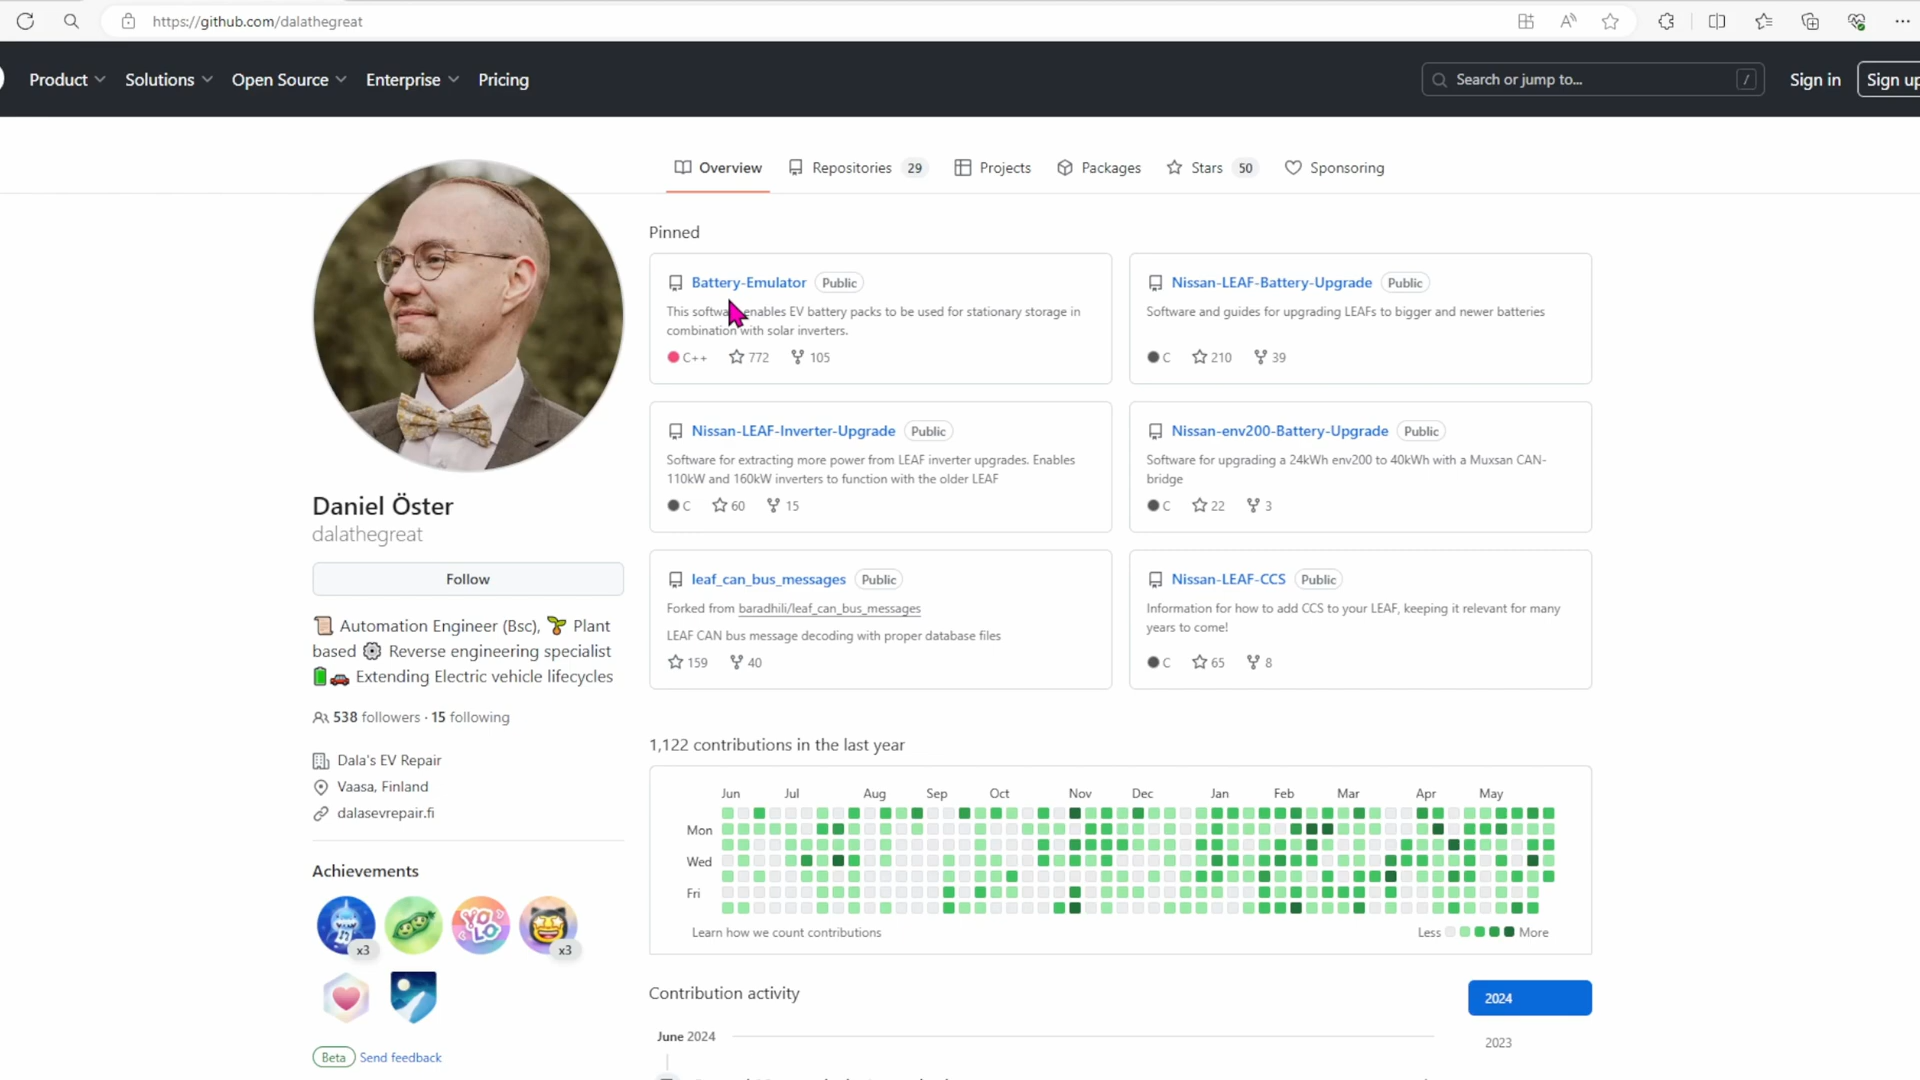 https://github.com/dalathegreat
Product
Solutions
Open Source
Enterprise
Pricing
Search or jump to...
/
Sign in
Sign up
Overview
Repositories 29
Projects
Packages
Stars 50
Sponsoring
Pinned
Battery-Emulator Public
This software enables EV battery packs to be used for stationary storage in
combination with solar inverters.
C++ 772 105
Nissan-LEAF-Battery-Upgrade Public
Software and guides for upgrading LEAFs to bigger and newer batteries
C 210 39
Nissan-LEAF-Inverter-Upgrade Public
Software for extracting more power from LEAF inverter upgrades. Enables
110kW and 160kW inverters to function with the older LEAF
C 60 15
Nissan-env200-Battery-Upgrade Public
Software for upgrading a 24kWh env200 to 40kWh with a Muxsan CAN-
bridge
C 22 3
leaf_can_bus_messages Public
Forked from baradhili/leaf_can_bus_messages
LEAF CAN bus message decoding with proper database files
159 40
Nissan-LEAF-CCS Public
Information for how to add CCS to your LEAF, keeping it relevant for many
years to come!
C 65 8
Daniel Öster
dalathegreat
Follow
Automation Engineer (Bsc), Plant
based Reverse engineering specialist
Extending Electric vehicle lifecycles
538 followers · 15 following
Dala's EV Repair
Vaasa, Finland
dalasevrepair.fi
Achievements
x3
YOLO
x3
Beta Send feedback
1,122 contributions in the last year
Jun Jul Aug Sep Oct Nov Dec Jan Feb Mar Apr May
Mon
Wed
Fri
Learn how we count contributions
Less More
Contribution activity
2024
2023
June 2024